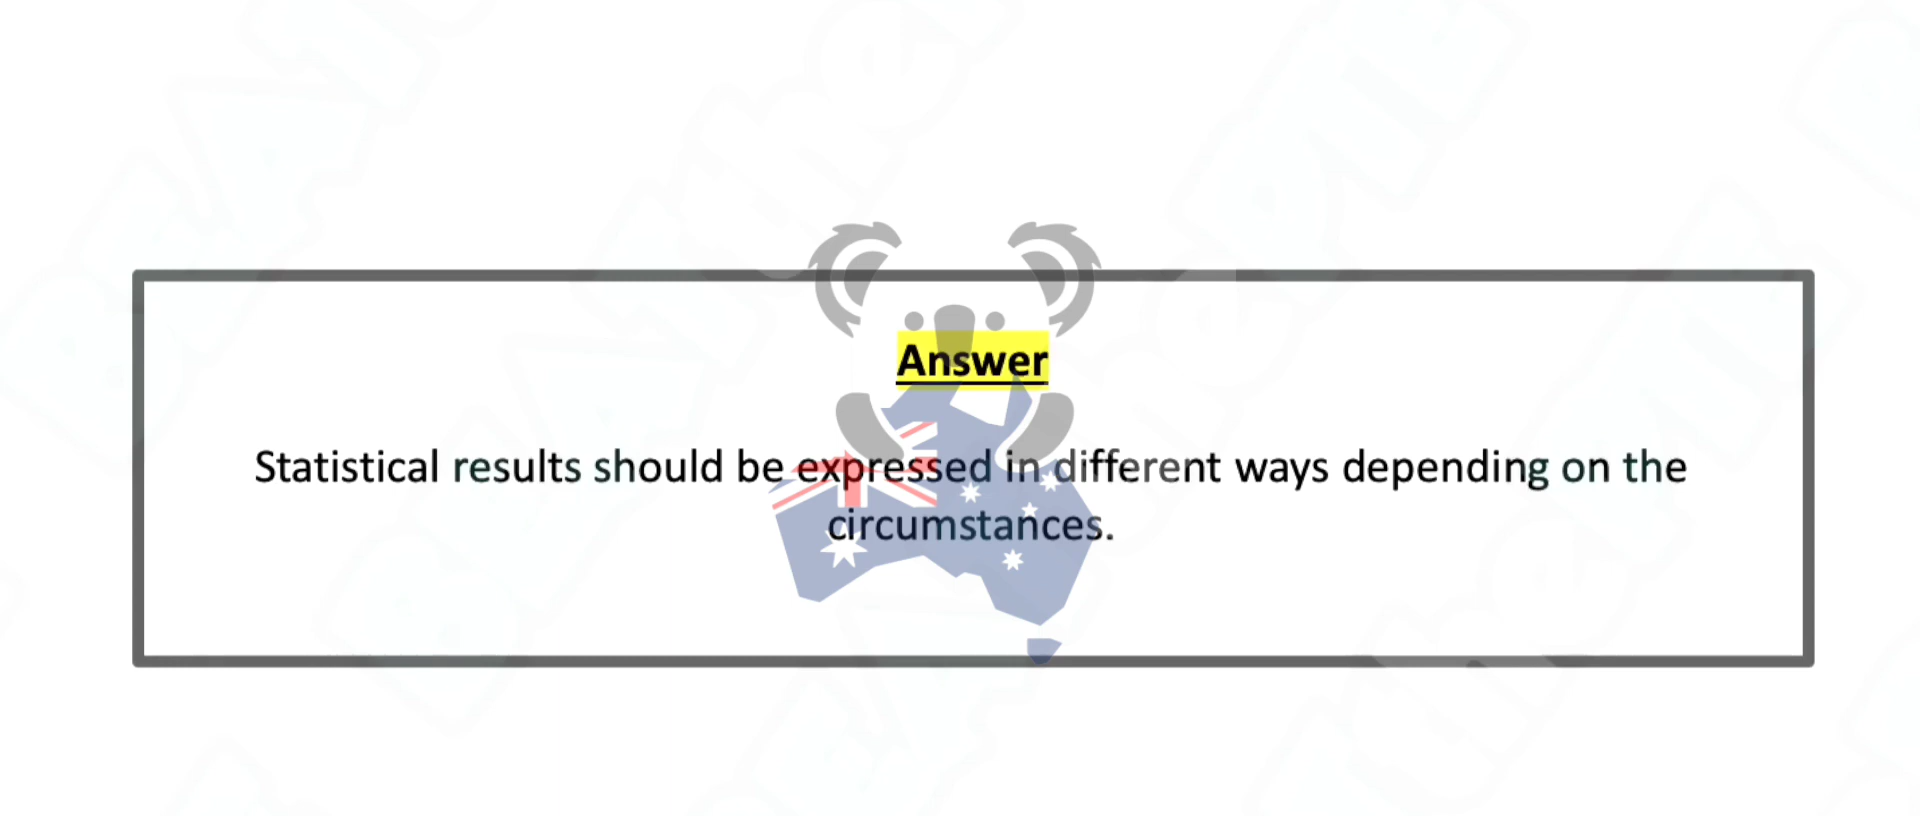 Answer
Statistical results should be expressed in different ways depending on the
circumstances.